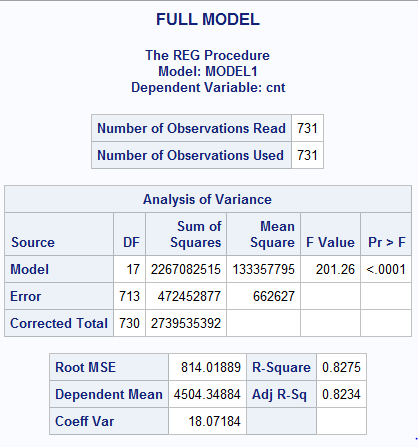 FULL MODEL
The REG Procedure
Model: MODEL1
Dependent Variable: cnt
Number of Observations Read 731
Number of Observations Used 731
Analysis of Variance
Source DF Sum of Squares Mean Square F Value Pr > F
Model 17 2267082515 133357795 201.26 <.0001
Error 713 472452877 662627
Corrected Total 730 2739535392
Root MSE 814.01889 R-Square 0.8275
Dependent Mean 4504.34884 Adj R-Sq 0.8234
Coeff Var 18.07184